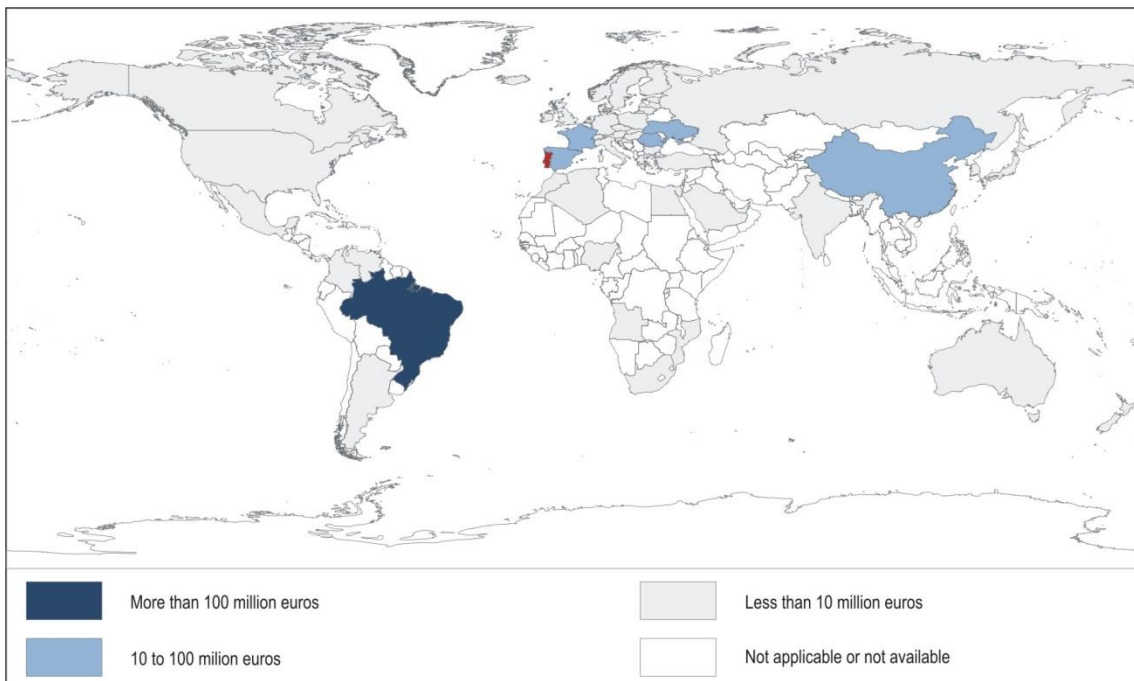 More than 100 million euros
10 to 100 milion euros
Less than 10 million euros
Not applicable or not available